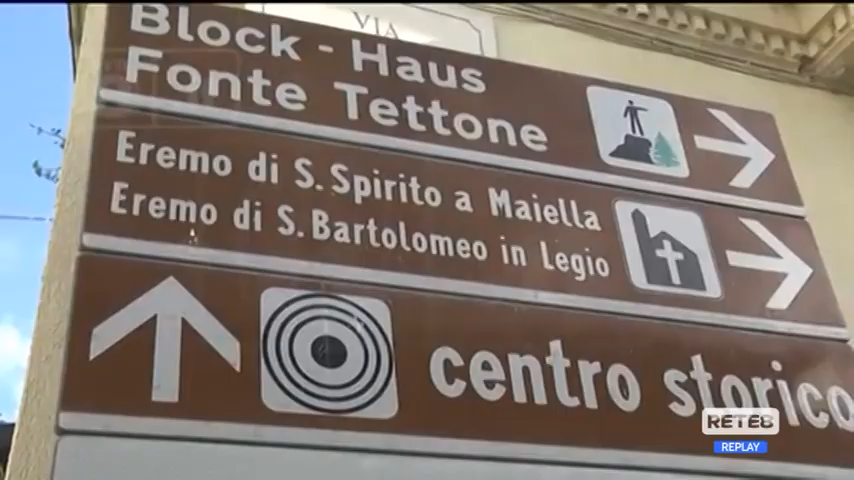 VIA
Block - Haus
Fonte Tettone
Eremo di S. Spirito a Maiella
Eremo di S. Bartolomeo in Legio
centro storico
RETE8
REPLAY